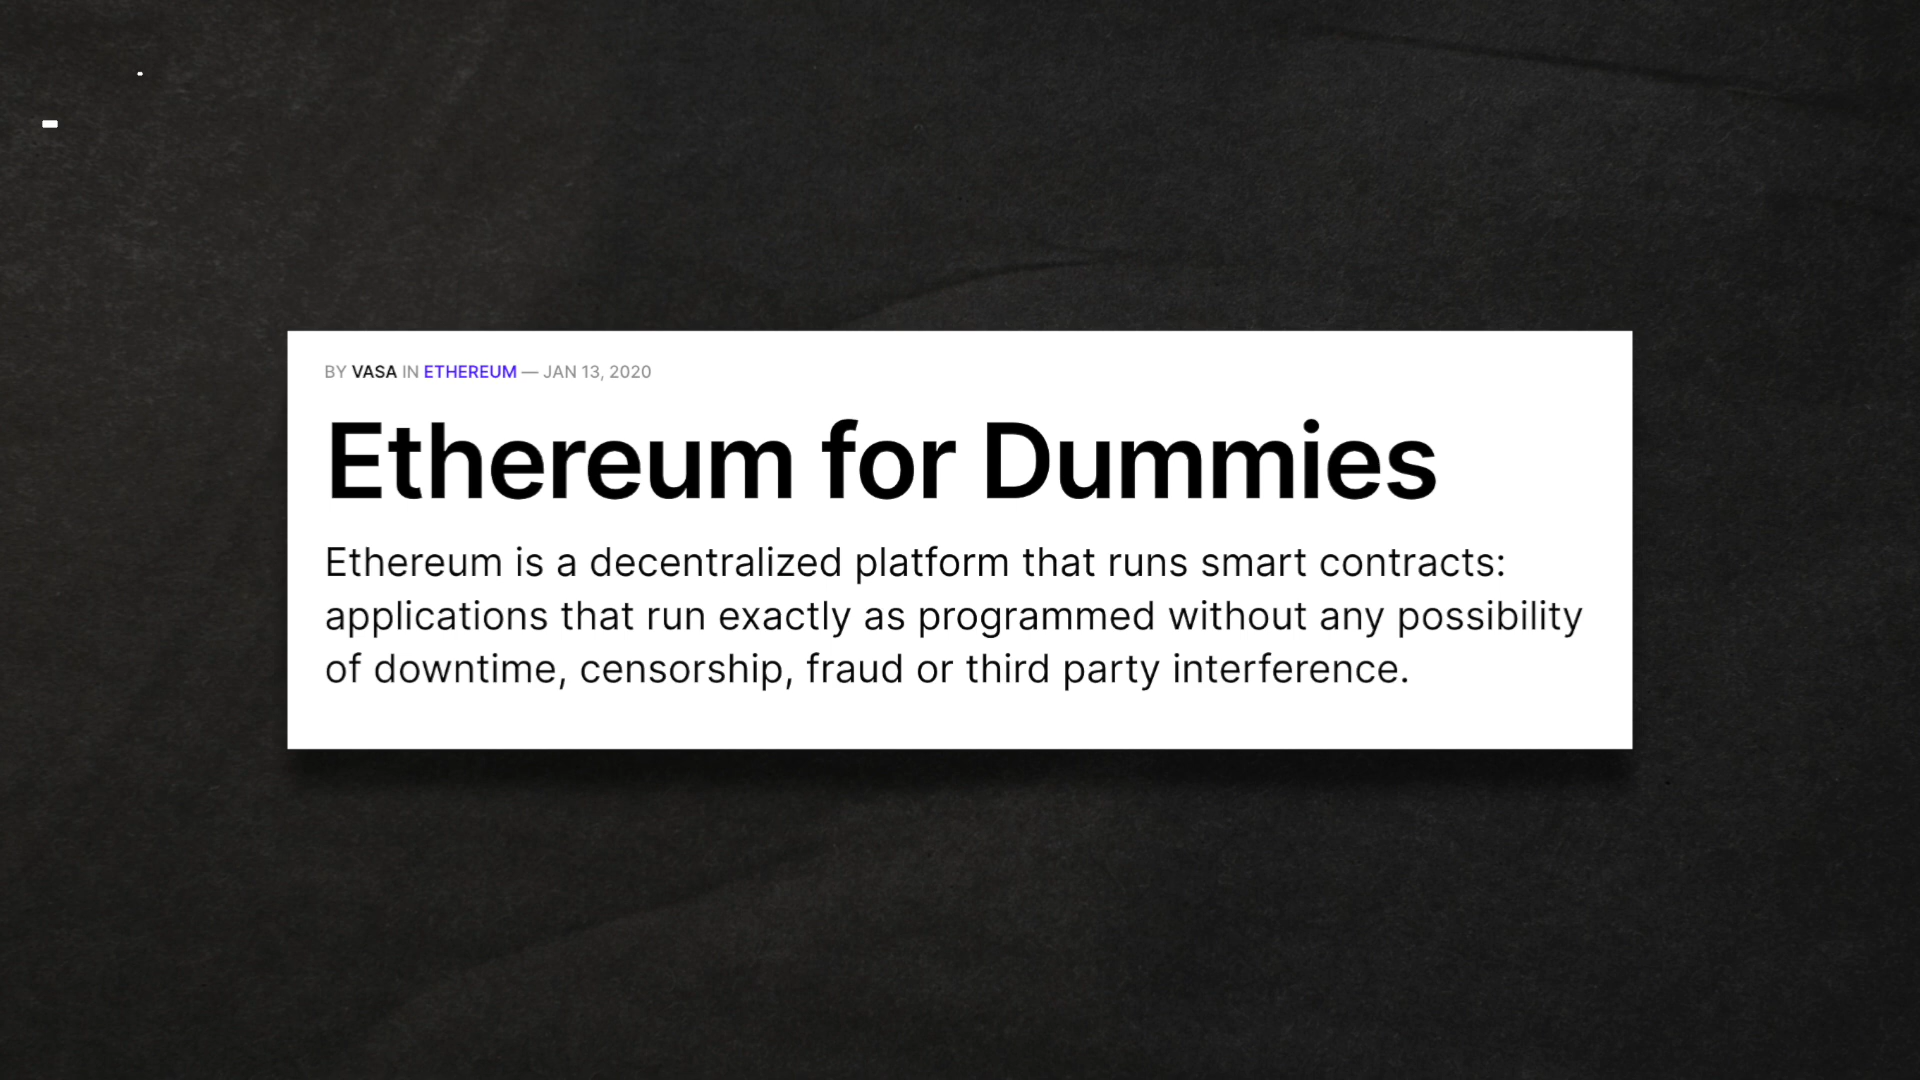 BY VASA IN ETHEREUM — JAN 13, 2020
Ethereum for Dummies
Ethereum is a decentralized platform that runs smart contracts:
applications that run exactly as programmed without any possibility
of downtime, censorship, fraud or third party interference.